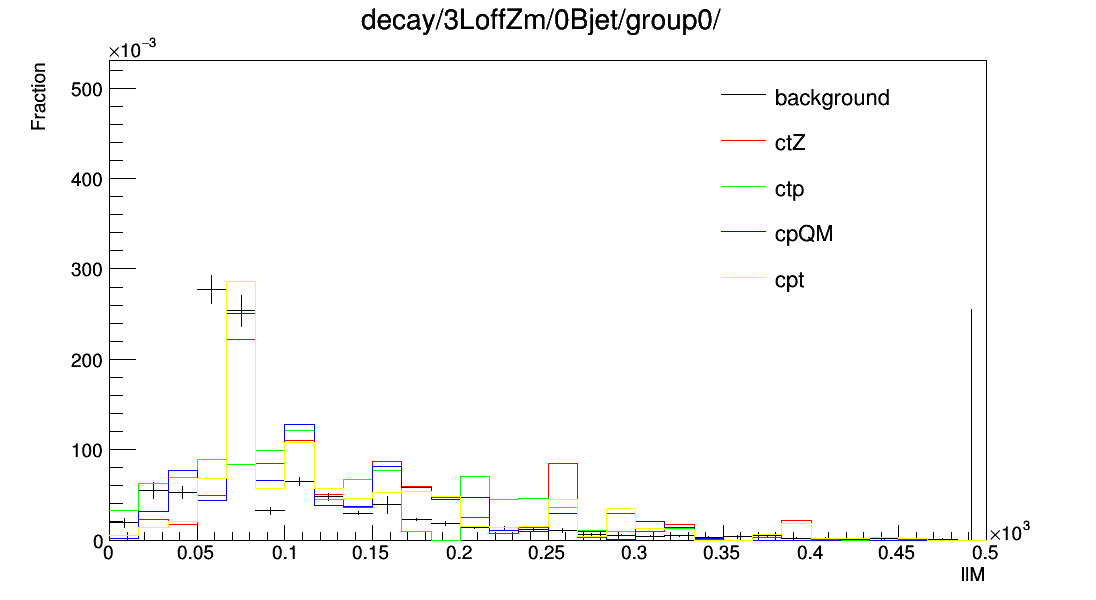 decay/3LoffZm/0Bjet/group0/
×10⁻³
Fraction
500
400
300
200
100
0
background
ctZ
ctp
cpQM
cpt
0 0.05 0.1 0.15 0.2 0.25 0.3 0.35 0.4 0.45 0.5
×10³
llM